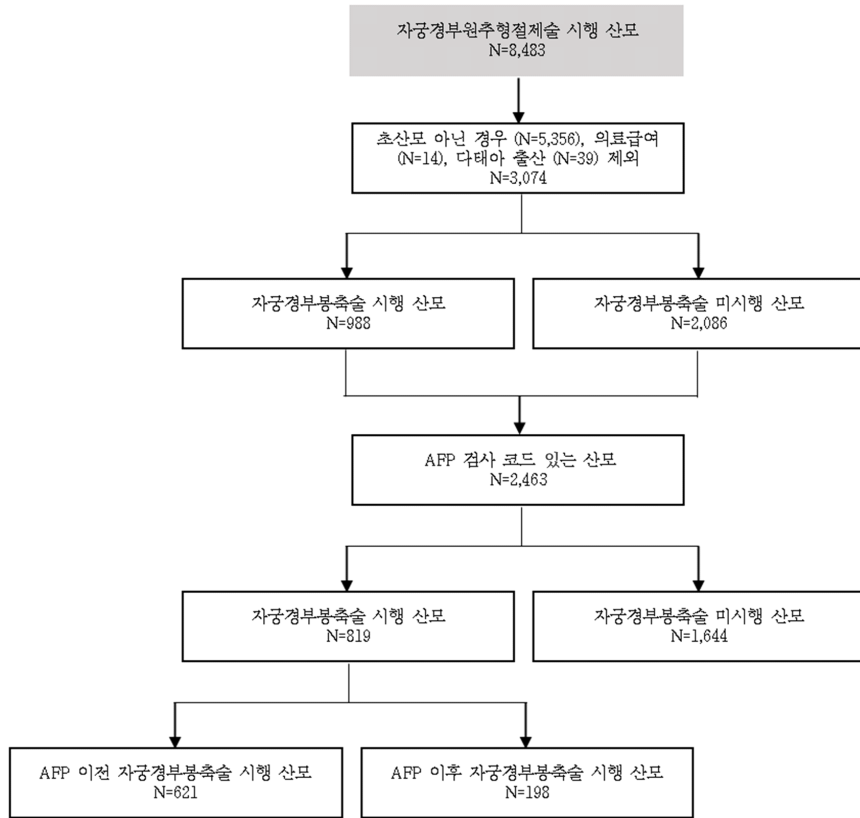 자궁경부원추형절제술 시행 산모
N=8,483
초산모 아닌 경우 (N=5,356), 의료급여
(N=14), 다태아 출산 (N=39) 제외
N=3,074
자궁경부봉축술 시행 산모
N=988
자궁경부봉축술 미시행 산모
N=2,086
AFP 검사 코드 있는 산모
N=2,463
자궁경부봉축술 시행 산모
N=819
자궁경부봉축술 미시행 산모
N=1,644
AFP 이전 자궁경부봉축술 시행 산모
N=621
AFP 이후 자궁경부봉축술 시행 산모
N=198